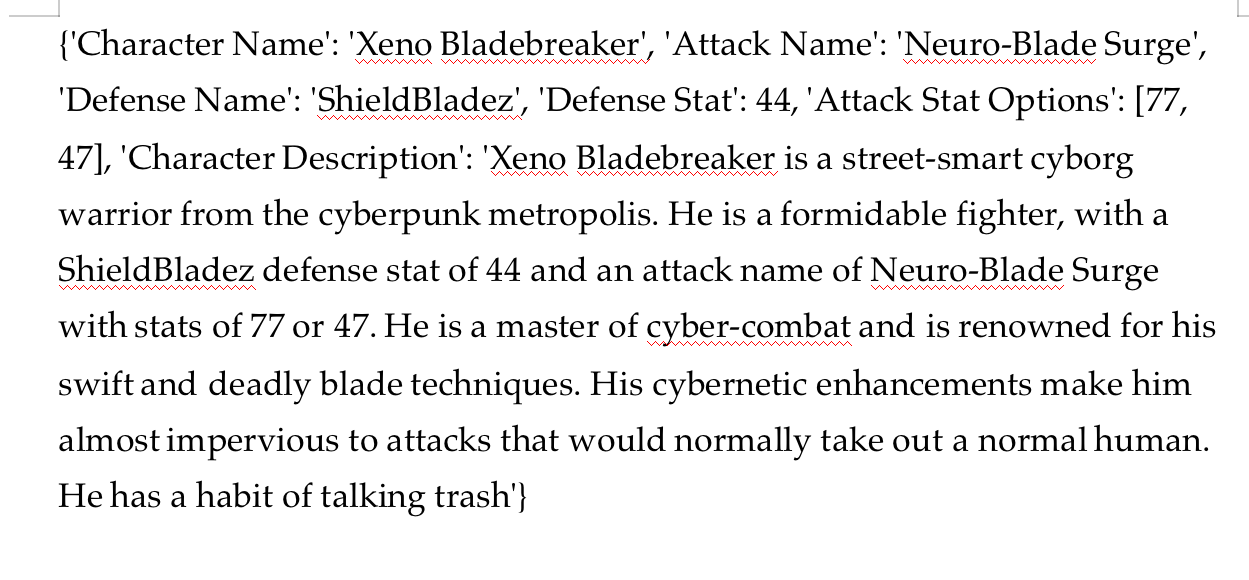 {'Character Name': 'Xeno Bladebreaker', 'Attack Name': 'Neuro-Blade Surge',
'Defense Name': 'ShieldBladez', 'Defense Stat': 44, 'Attack Stat Options': [77,
47], 'Character Description': 'Xeno Bladebreaker is a street-smart cyborg
warrior from the cyberpunk metropolis. He is a formidable fighter, with a
ShieldBladez defense stat of 44 and an attack name of Neuro-Blade Surge
with stats of 77 or 47. He is a master of cyber-combat and is renowned for his
swift and deadly blade techniques. His cybernetic enhancements make him
almost impervious to attacks that would normally take out a normal human.
He has a habit of talking trash'}